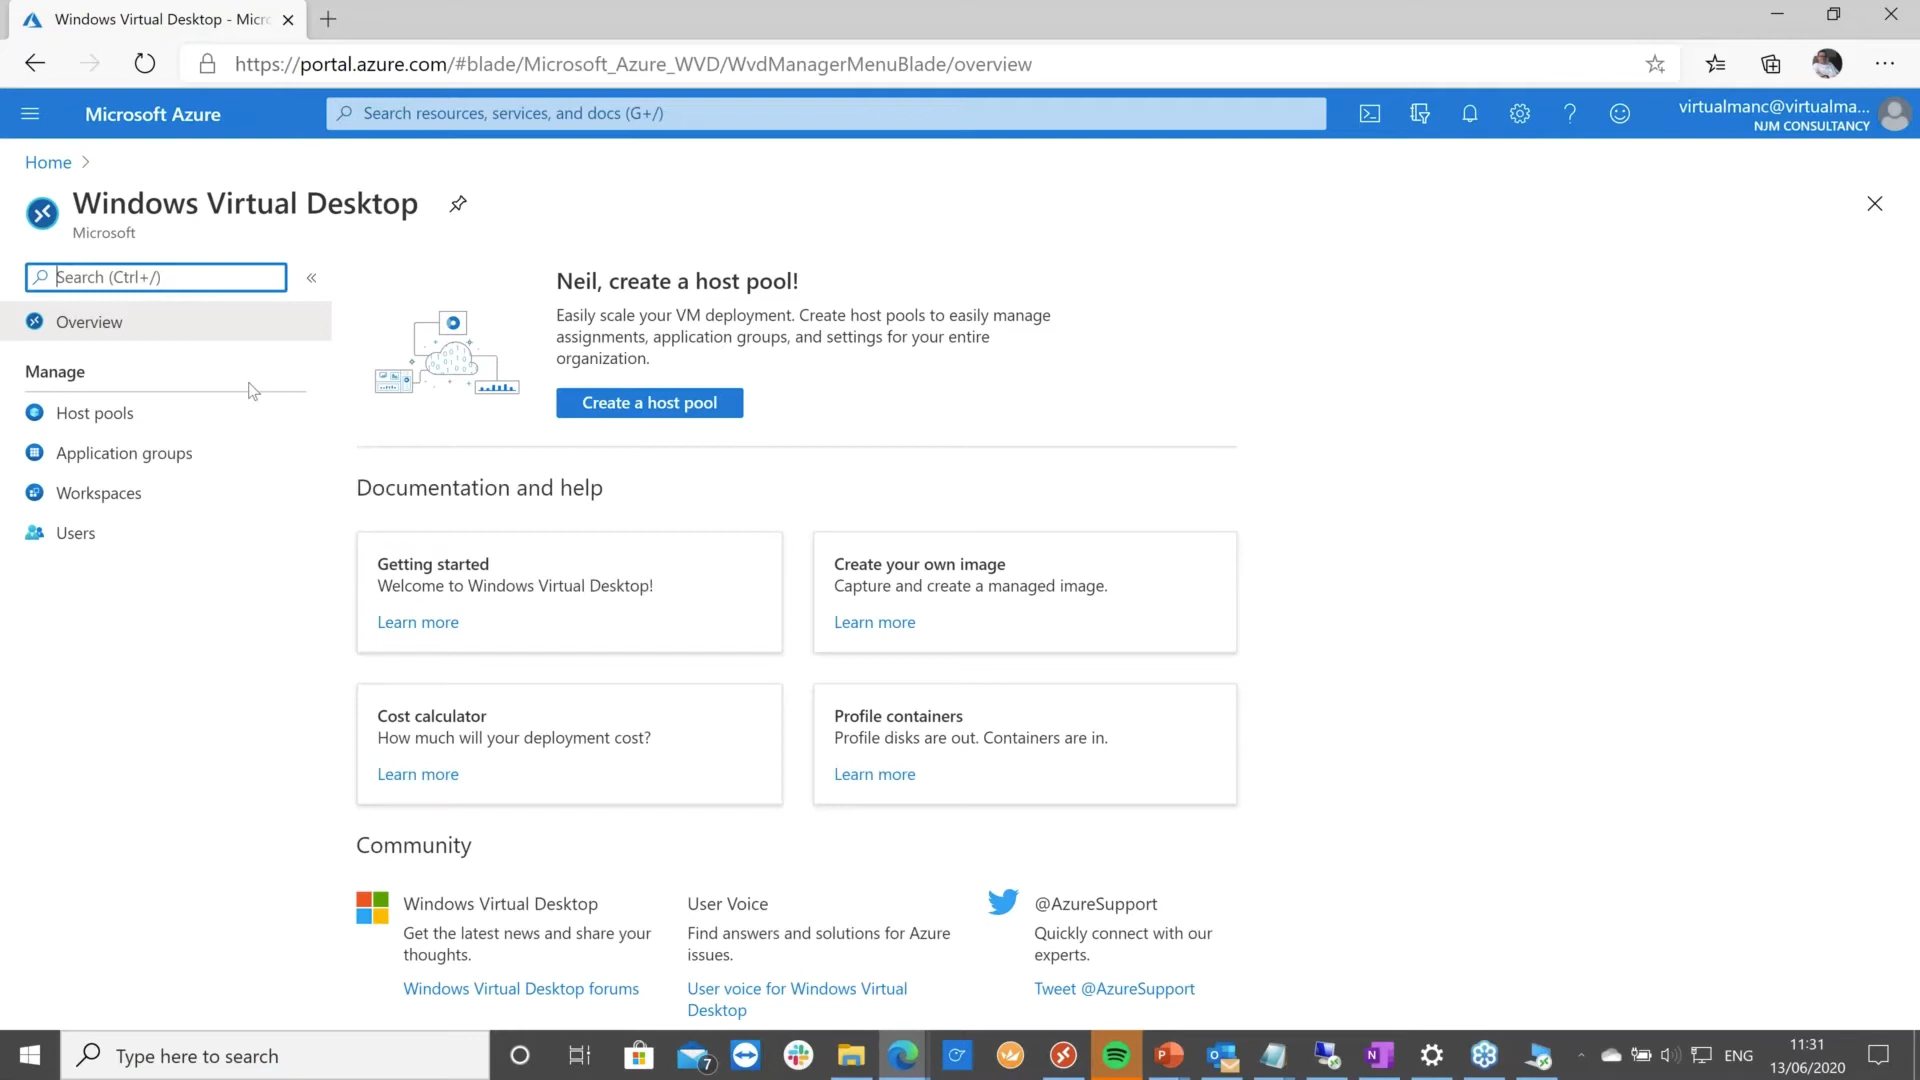 Windows Virtual Desktop - Micr
https://portal.azure.com/#blade/Microsoft_Azure_WVD/WvdManagerMenuBlade/overview
Microsoft Azure
Search resources, services, and docs (G+/)
virtualmanc@virtualma...
NJM CONSULTANCY
Home
Windows Virtual Desktop
Microsoft
Search (Ctrl+/)
Overview
Manage
Host pools
Application groups
Workspaces
Users
Neil, create a host pool!
Easily scale your VM deployment. Create host pools to easily manage
assignments, application groups, and settings for your entire
organization.
Create a host pool
Documentation and help
Getting started
Welcome to Windows Virtual Desktop!
Learn more
Create your own image
Capture and create a managed image.
Learn more
Cost calculator
How much will your deployment cost?
Learn more
Profile containers
Profile disks are out. Containers are in.
Learn more
Community
Windows Virtual Desktop
Get the latest news and share your
thoughts.
Windows Virtual Desktop forums
User Voice
Find answers and solutions for Azure
issues.
User voice for Windows Virtual
Desktop
@AzureSupport
Quickly connect with our
experts.
Tweet @AzureSupport
Type here to search
7
ENG
11:31
13/06/2020